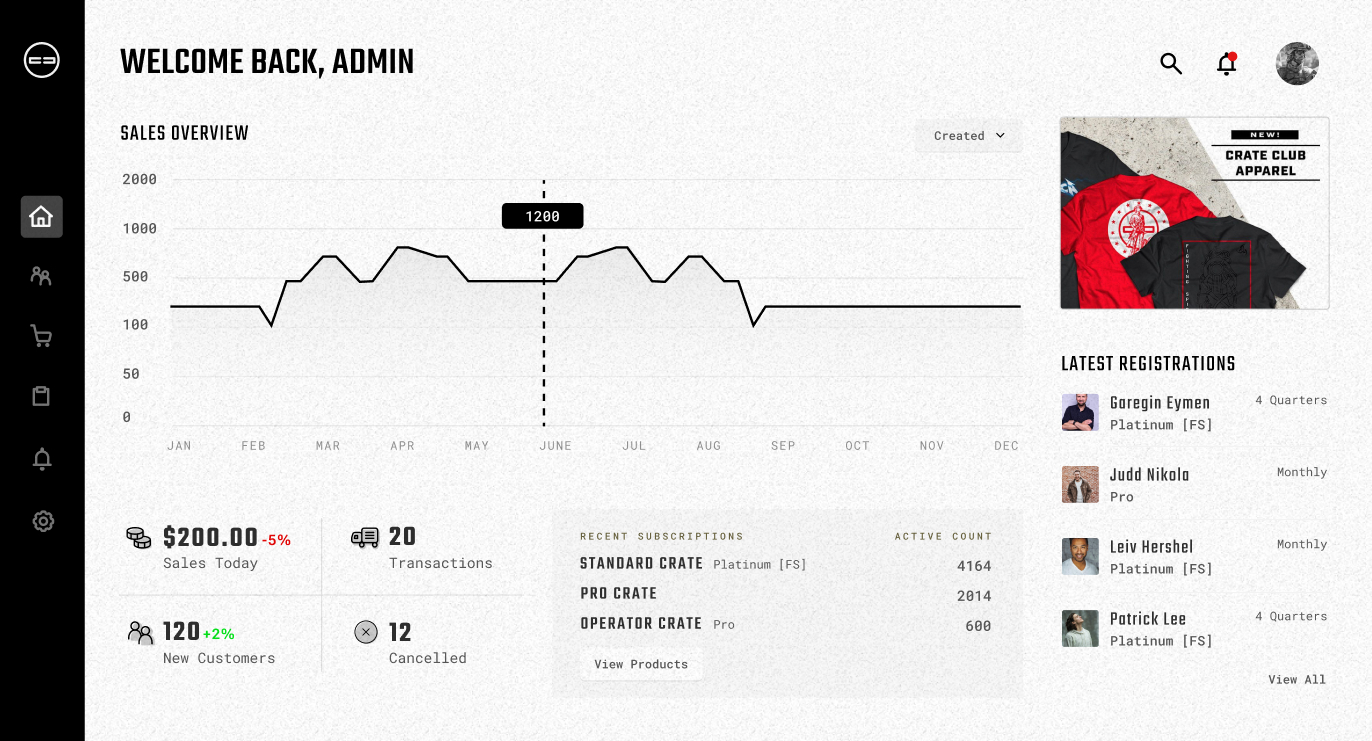 WELCOME BACK, ADMIN
SALES OVERVIEW
Created
2000
1000
500
100
50
0
1200
JAN FEB MAR APR MAY JUNE JUL AUG SEP OCT NOV DEC
$200.00 -5%
Sales Today
20
Transactions
120 +2%
New Customers
12
Cancelled
RECENT SUBSCRIPTIONS ACTIVE COUNT
STANDARD CRATE Platinum [FS] 4164
PRO CRATE 2014
OPERATOR CRATE Pro 600
View Products
NEW!
CRATE CLUB
APPAREL
LATEST REGISTRATIONS
Garegin Eymen 4 Quarters
Platinum [FS]
Judd Nikola Monthly
Pro
Leiv Hershel Monthly
Platinum [FS]
Patrick Lee 4 Quarters
Platinum [FS]
View All